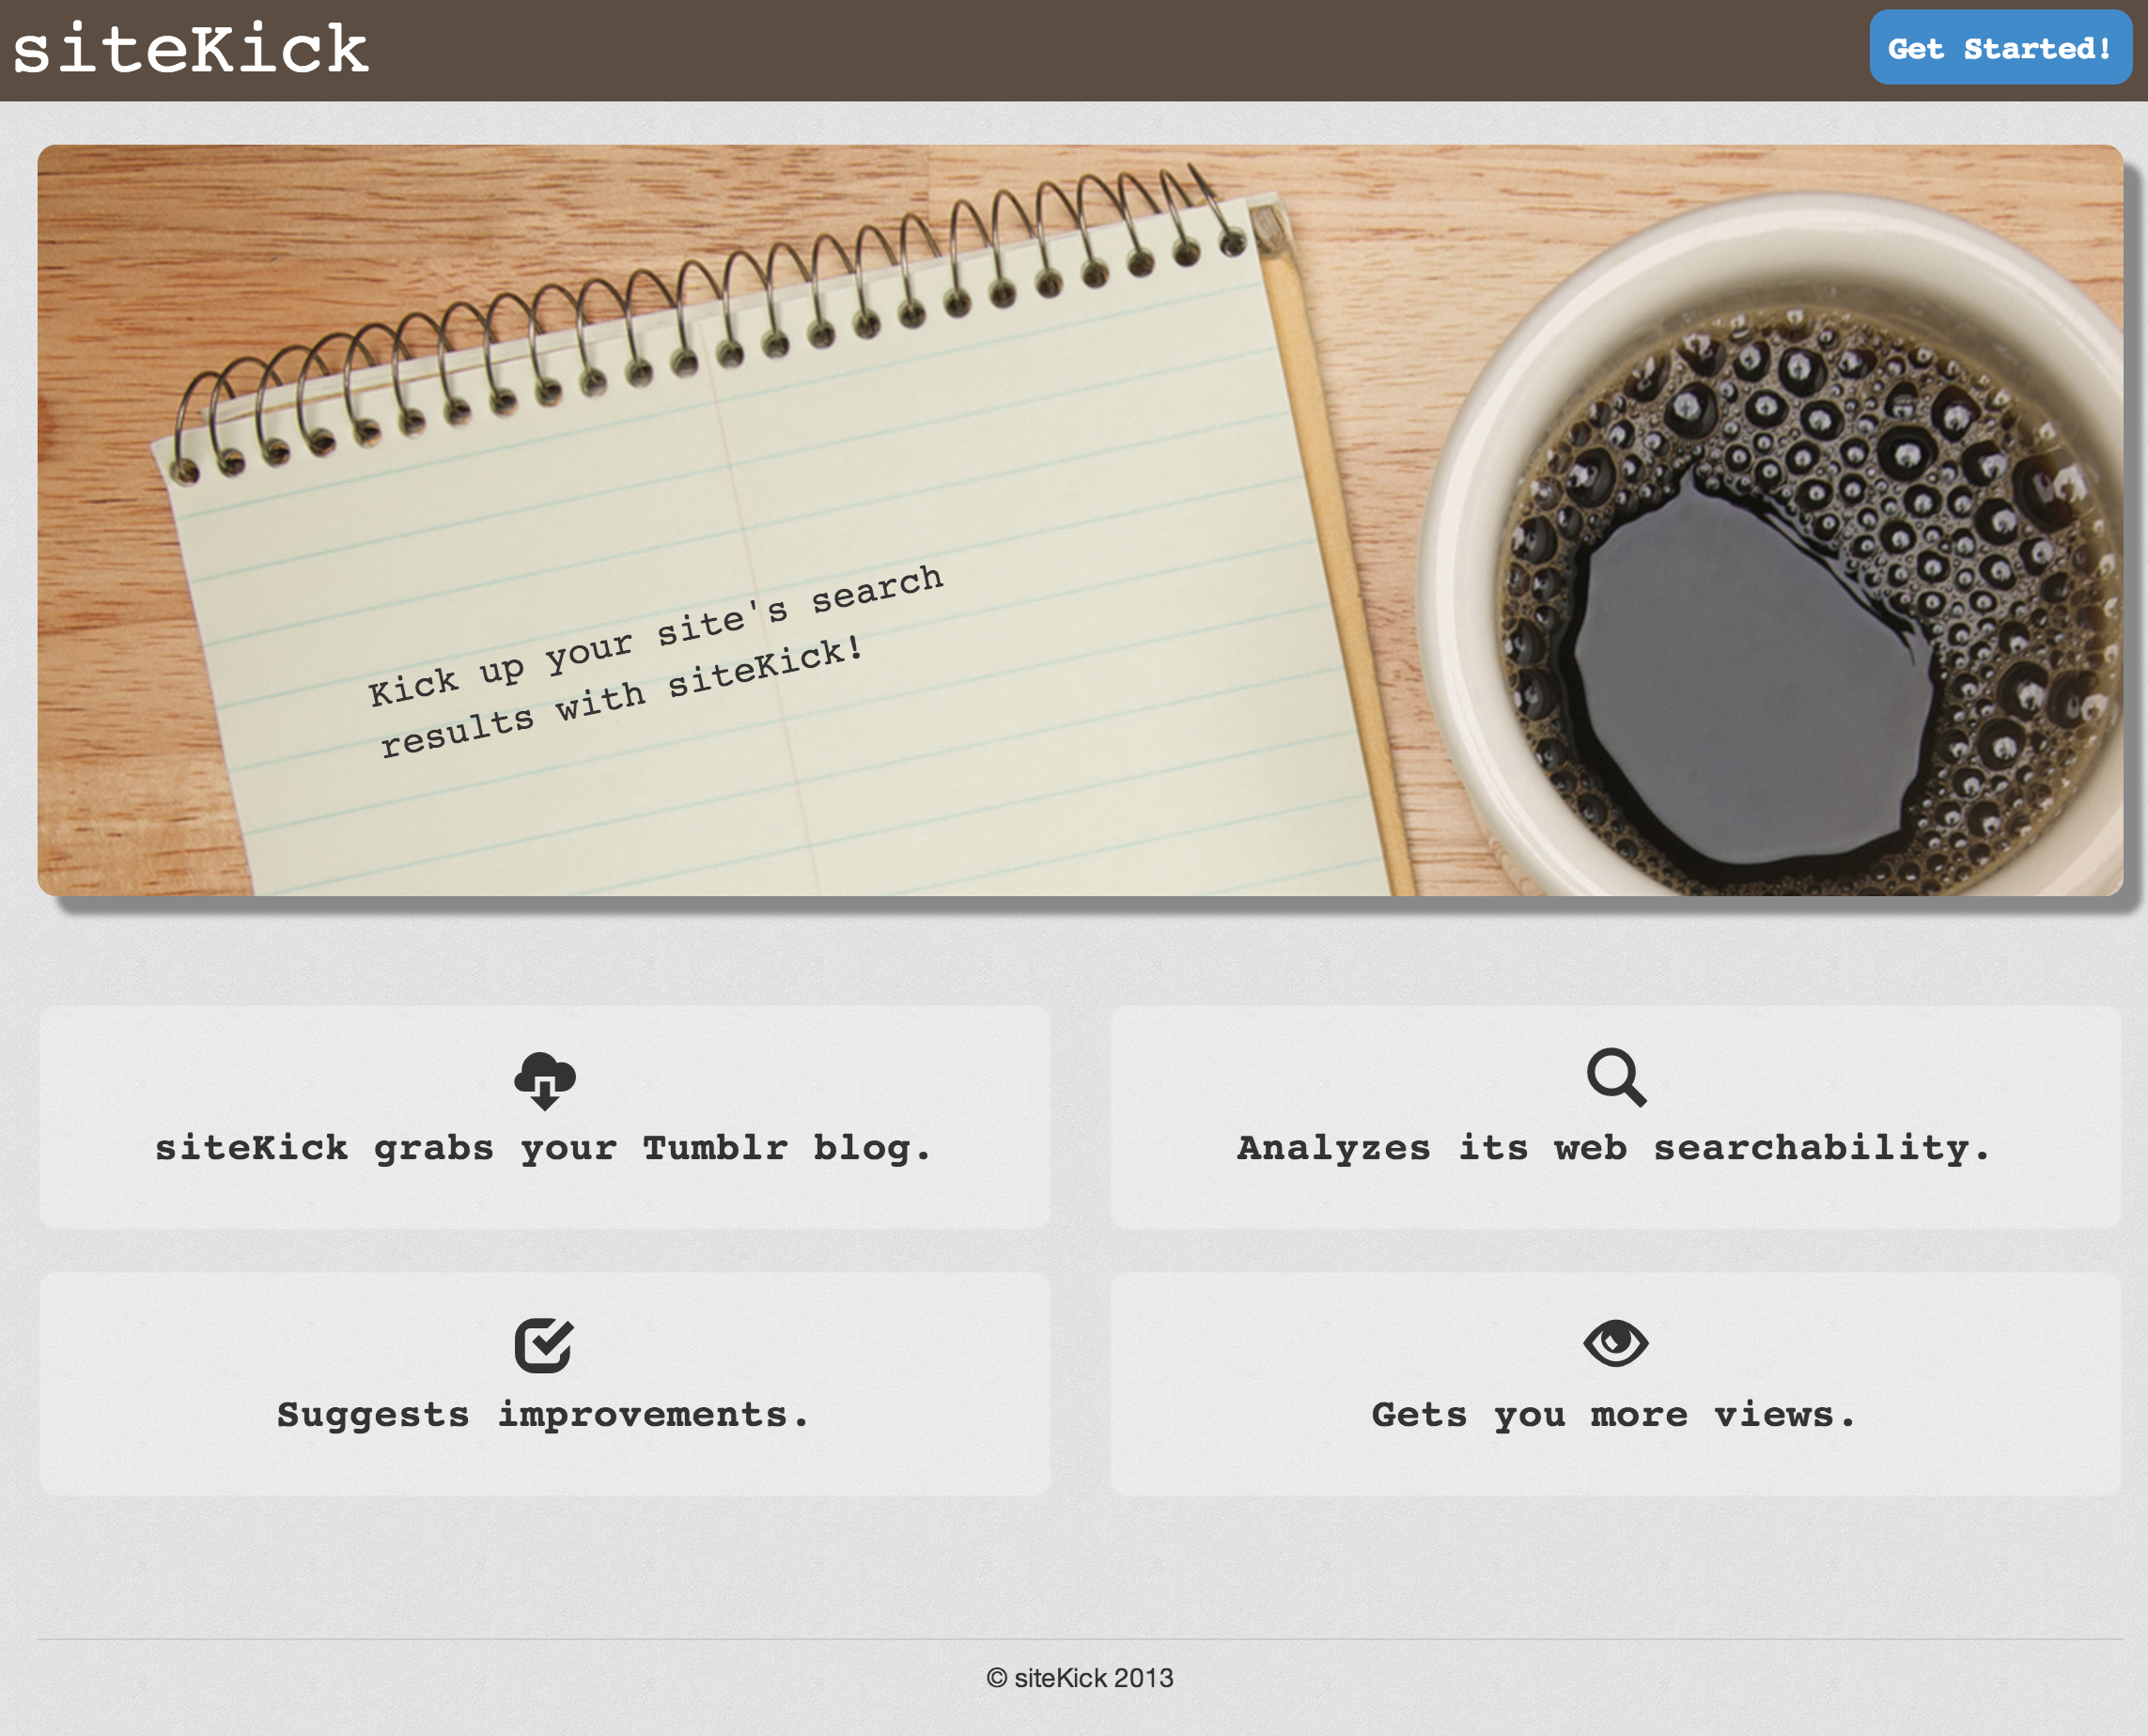 siteKick
Get Started!
Kick up your site's search
results with siteKick!
siteKick grabs your Tumblr blog.
Analyzes its web searchability.
Suggests improvements.
Gets you more views.
© siteKick 2013